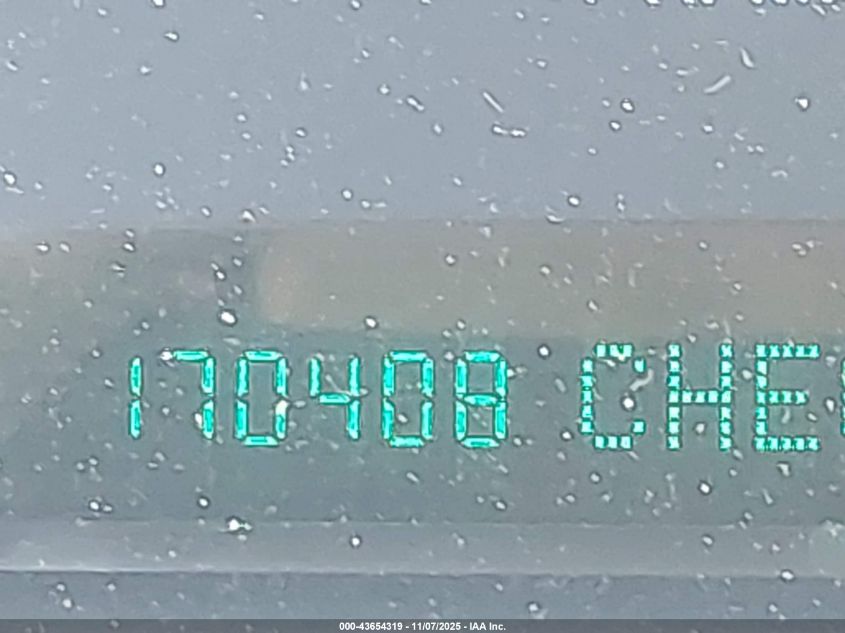 170408 CHE
000-43654319 - 11/07/2025 - IAA Inc.